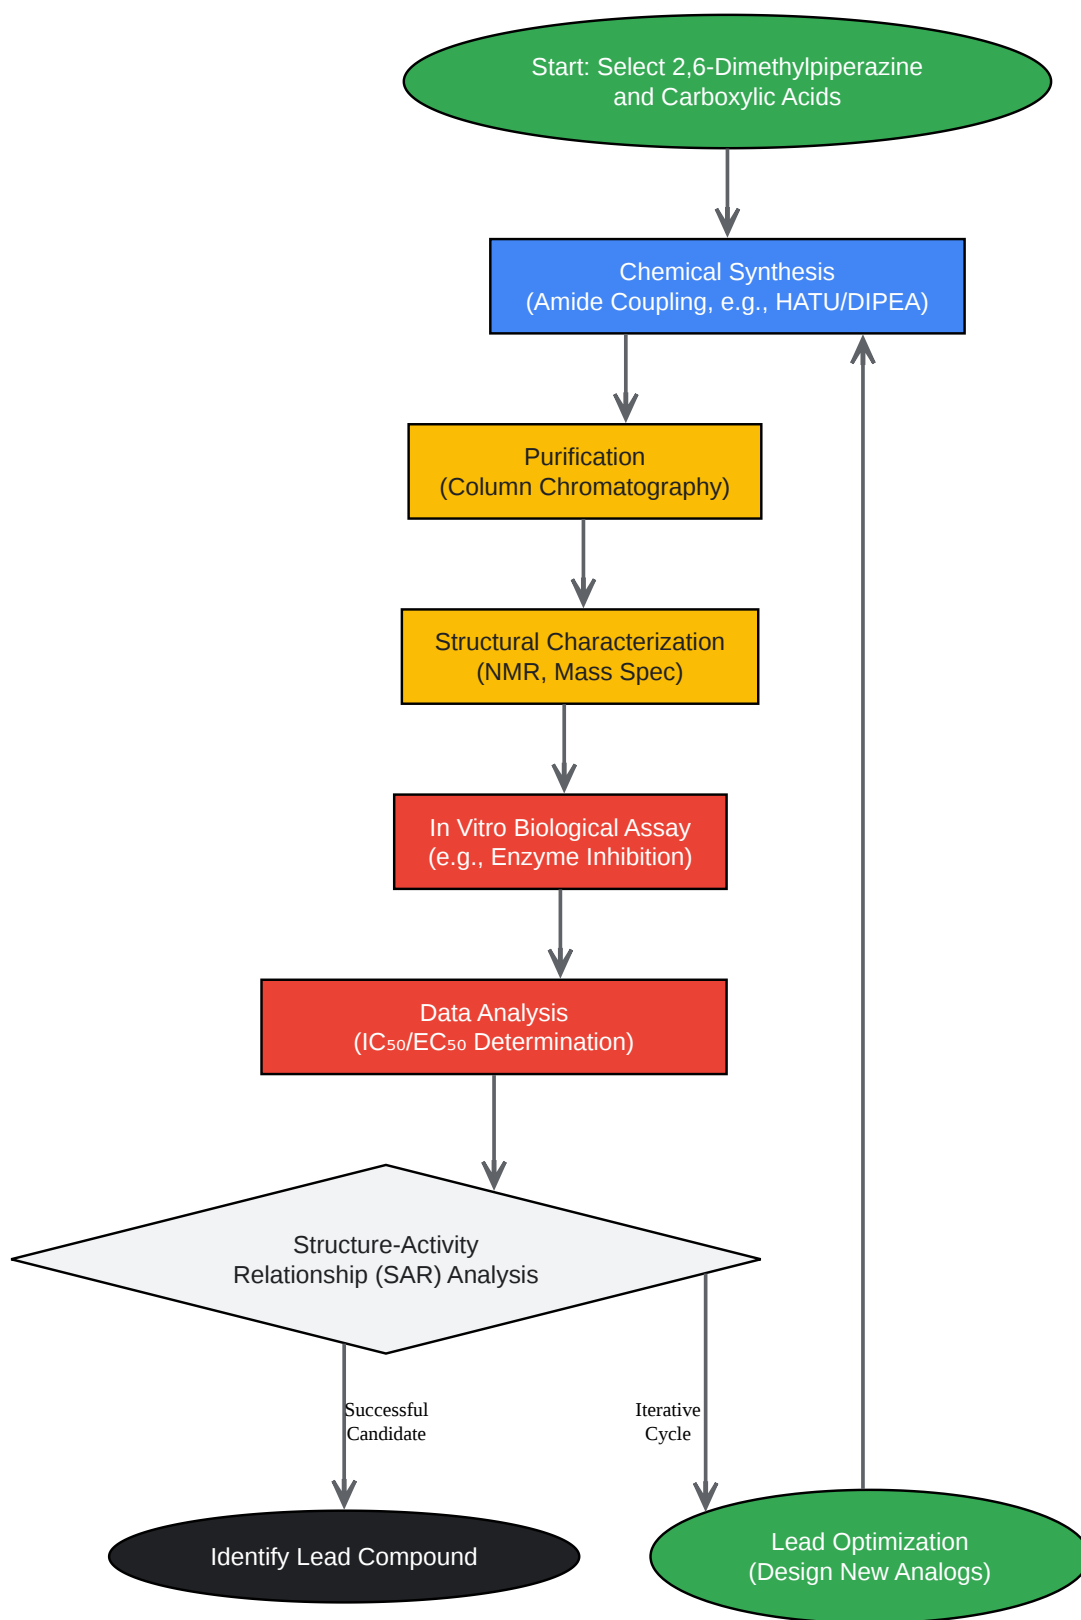 Start: Select 2,6-Dimethylpiperazine
and Carboxylic Acids
Chemical Synthesis
(Amide Coupling, e.g., HATU/DIPEA)
Purification
(Column Chromatography)
Structural Characterization
(NMR, Mass Spec)
In Vitro Biological Assay
(e.g., Enzyme Inhibition)
Data Analysis
(IC₅₀/EC₅₀ Determination)
Structure-Activity
Relationship (SAR) Analysis
Successful
Candidate
Iterative
Cycle
Identify Lead Compound
Lead Optimization
(Design New Analogs)